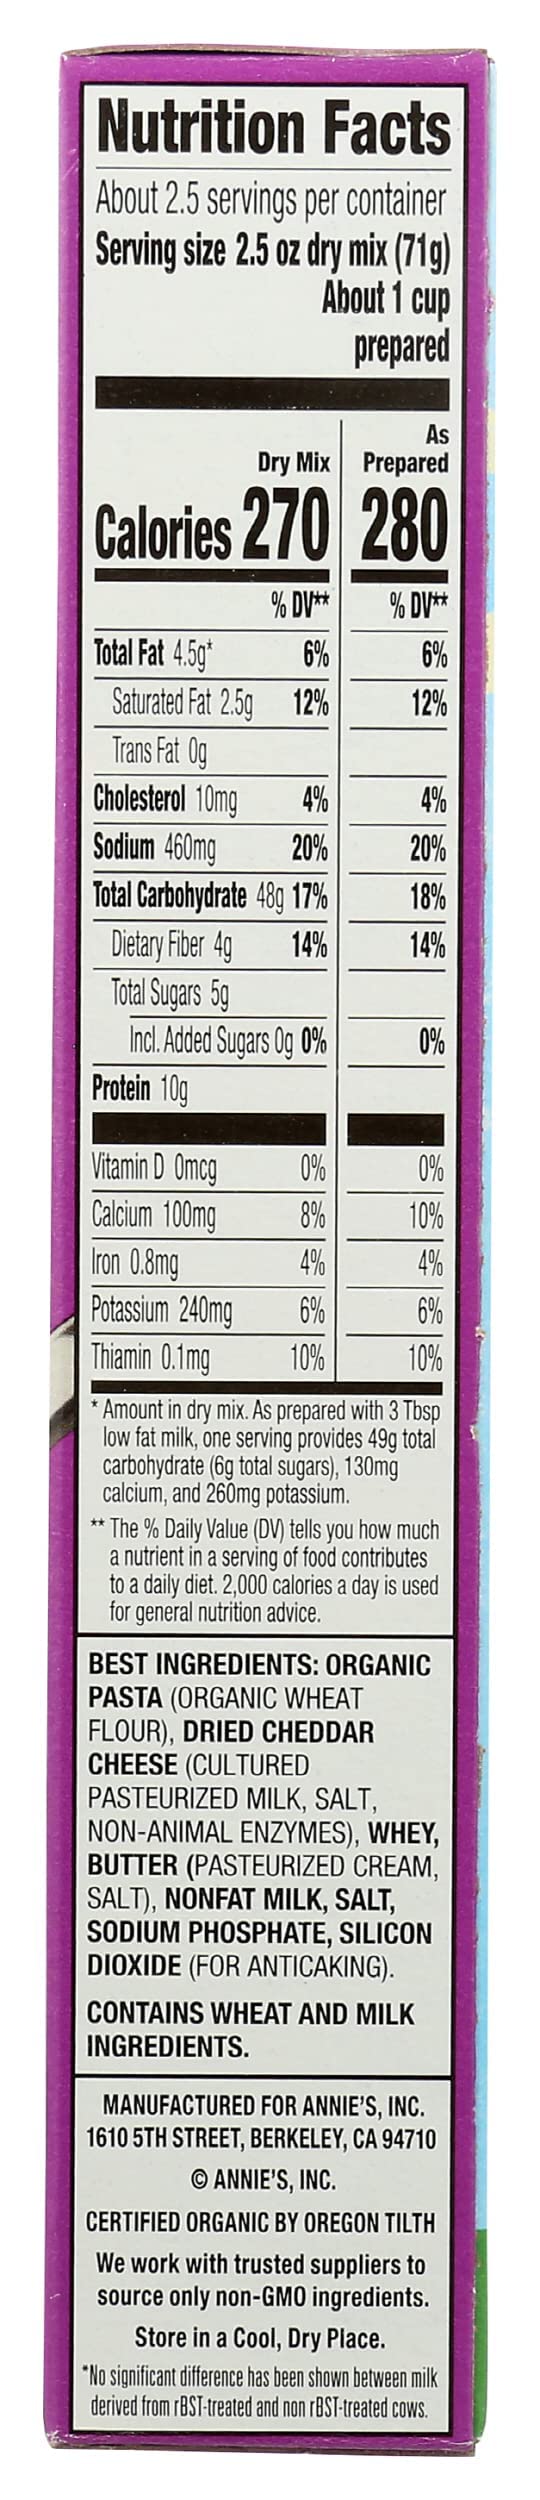 Nutrition Facts
About 2.5 servings per container
Serving size 2.5 oz dry mix (71g)
About 1 cup
prepared
As
Dry Mix Prepared
Calories 270 280
% DV** % DV**
Total Fat 4.5g* 6% 6%
Saturated Fat 2.5g 12% 12%
Trans Fat 0g
Cholesterol 10mg 4% 4%
Sodium 460mg 20% 20%
Total Carbohydrate 48g 17% 18%
Dietary Fiber 4g 14% 14%
Total Sugars 5g
Incl. Added Sugars 0g 0% 0%
Protein 10g
Vitamin D 0mcg 0% 0%
Calcium 100mg 8% 10%
Iron 0.8mg 4% 4%
Potassium 240mg 6% 6%
Thiamin 0.1mg 10% 10%
* Amount in dry mix. As prepared with 3 Tbsp
low fat milk, one serving provides 49g total
carbohydrate (6g total sugars), 130mg
calcium, and 260mg potassium.
** The % Daily Value (DV) tells you how much
a nutrient in a serving of food contributes
to a daily diet. 2,000 calories a day is used
for general nutrition advice.
BEST INGREDIENTS: ORGANIC
PASTA (ORGANIC WHEAT
FLOUR), DRIED CHEDDAR
CHEESE (CULTURED
PASTEURIZED MILK, SALT,
NON-ANIMAL ENZYMES), WHEY,
BUTTER (PASTEURIZED CREAM,
SALT), NONFAT MILK, SALT,
SODIUM PHOSPHATE, SILICON
DIOXIDE (FOR ANTICAKING).
CONTAINS WHEAT AND MILK
INGREDIENTS.
MANUFACTURED FOR ANNIE'S, INC.
1610 5TH STREET, BERKELEY, CA 94710
© ANNIE'S, INC.
CERTIFIED ORGANIC BY OREGON TILTH
We work with trusted suppliers to
source only non-GMO ingredients.
Store in a Cool, Dry Place.
*No significant difference has been shown between milk
derived from rBST-treated and non rBST-treated cows.